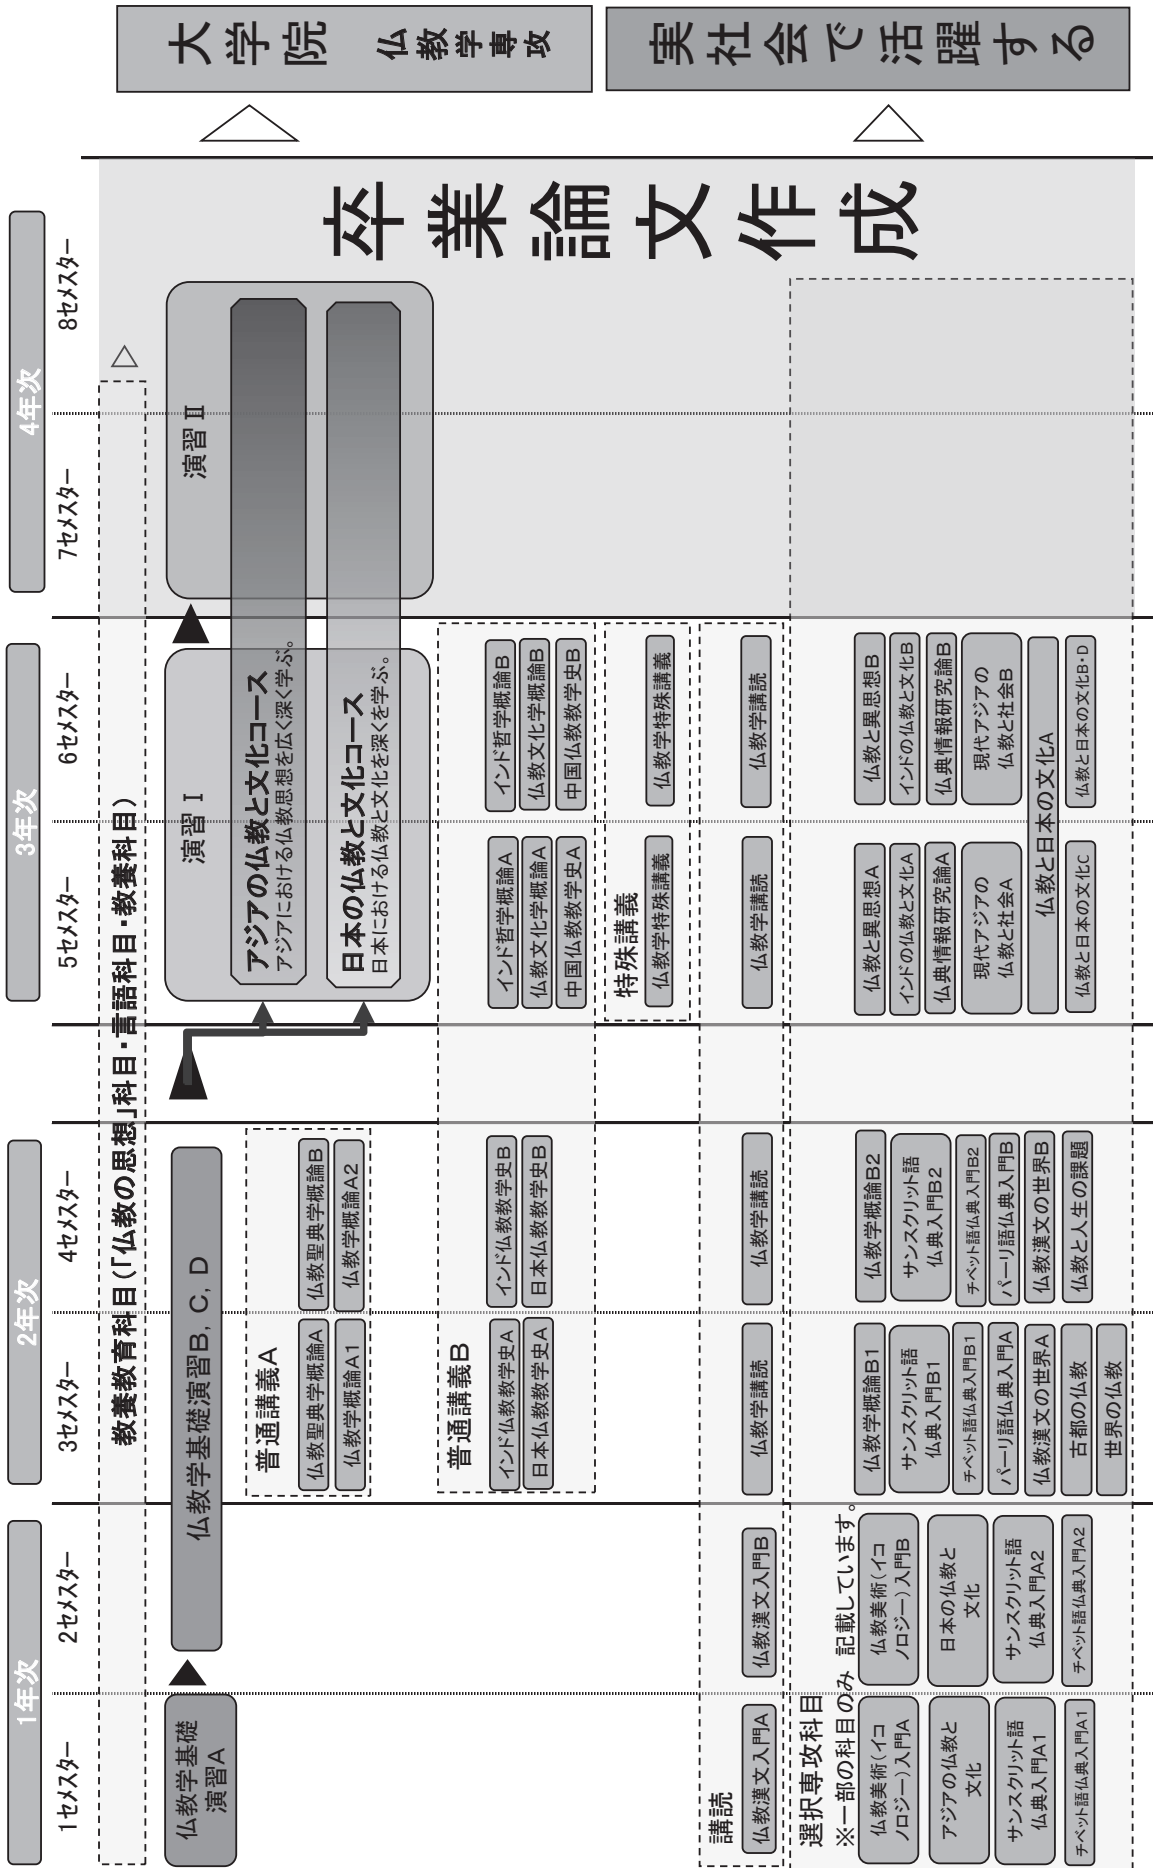 1年次
2年次
3年次
4年次
1セメスター
2セメスター
3セメスター
4セメスター
5セメスター
6セメスター
7セメスター
8セメスター
教養教育科目(「仏教の思想」科目・言語科目・教養科目)
仏教学基礎
演習A
仏教学基礎演習B, C, D
演習Ⅰ
演習Ⅱ
アジアの仏教と文化コース
アジアにおける仏教思想を広く深く学ぶ。
日本の仏教と文化コース
日本における仏教と文化を深くを学ぶ。
普通講義A
仏教聖典学概論A
仏教聖典学概論B
仏教学概論A1
仏教学概論A2
普通講義B
インド仏教教学史A
インド仏教教学史B
インド哲学概論A
インド哲学概論B
日本仏教教学史A
日本仏教教学史B
仏教文化学概論A
仏教文化学概論B
中国仏教教学史A
中国仏教教学史B
特殊講義
仏教学特殊講義
仏教学特殊講義
講読
仏教漢文入門A
仏教漢文入門B
仏教学講読
仏教学講読
仏教学講読
仏教学講読
選択専攻科目
※一部の科目のみ 記載しています。
仏教美術(イコ
ノロジー)入門A
アジアの仏教と
文化
サンスクリット語
仏典入門A1
チベット語仏典入門A1
仏教美術(イコ
ノロジー)入門B
日本の仏教と
文化
サンスクリット語
仏典入門A2
チベット語仏典入門A2
仏教学概論B1
サンスクリット語
仏典入門B1
チベット語仏典入門B1
パーリ語仏典入門A
仏教漢文の世界A
古都の仏教
世界の仏教
仏教学概論B2
サンスクリット語
仏典入門B2
チベット語仏典入門B2
パーリ語仏典入門B
仏教漢文の世界B
仏教と人生の課題
仏教と異思想A
インドの仏教と文化A
仏典情報研究論A
現代アジアの
仏教と社会A
仏教と日本の文化A
仏教と日本の文化C
仏教と異思想B
インドの仏教と文化B
仏典情報研究論B
現代アジアの
仏教と社会B
仏教と日本の文化B・D
卒業論文作成
大学院 仏教学専攻
実社会で活躍する